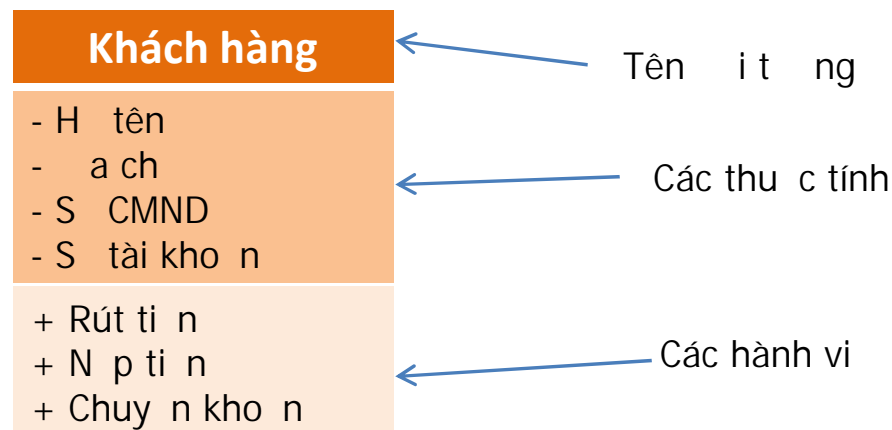 Khách hàng
Tên i t ng
- H tên
- a ch
- S CMND
- S tài kho n
Các thu c tính
+ Rút ti n
+ N p ti n
+ Chuy n kho n
Các hành vi